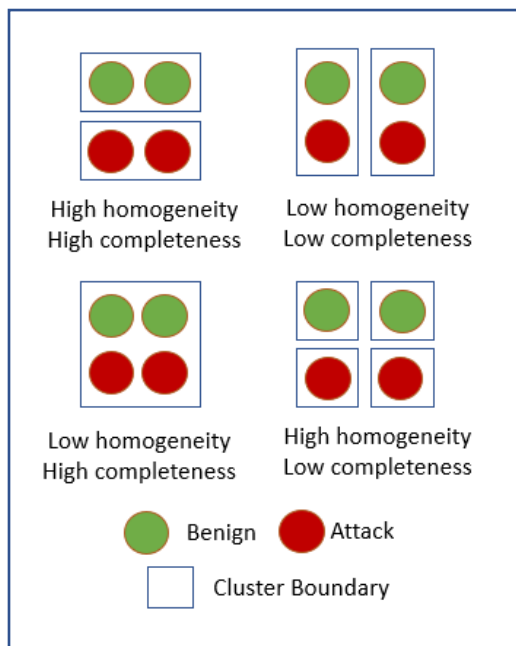 High homogeneity
High completeness
Low homogeneity
Low completeness
Low homogeneity
High completeness
High homogeneity
Low completeness
Benign
Attack
Cluster Boundary